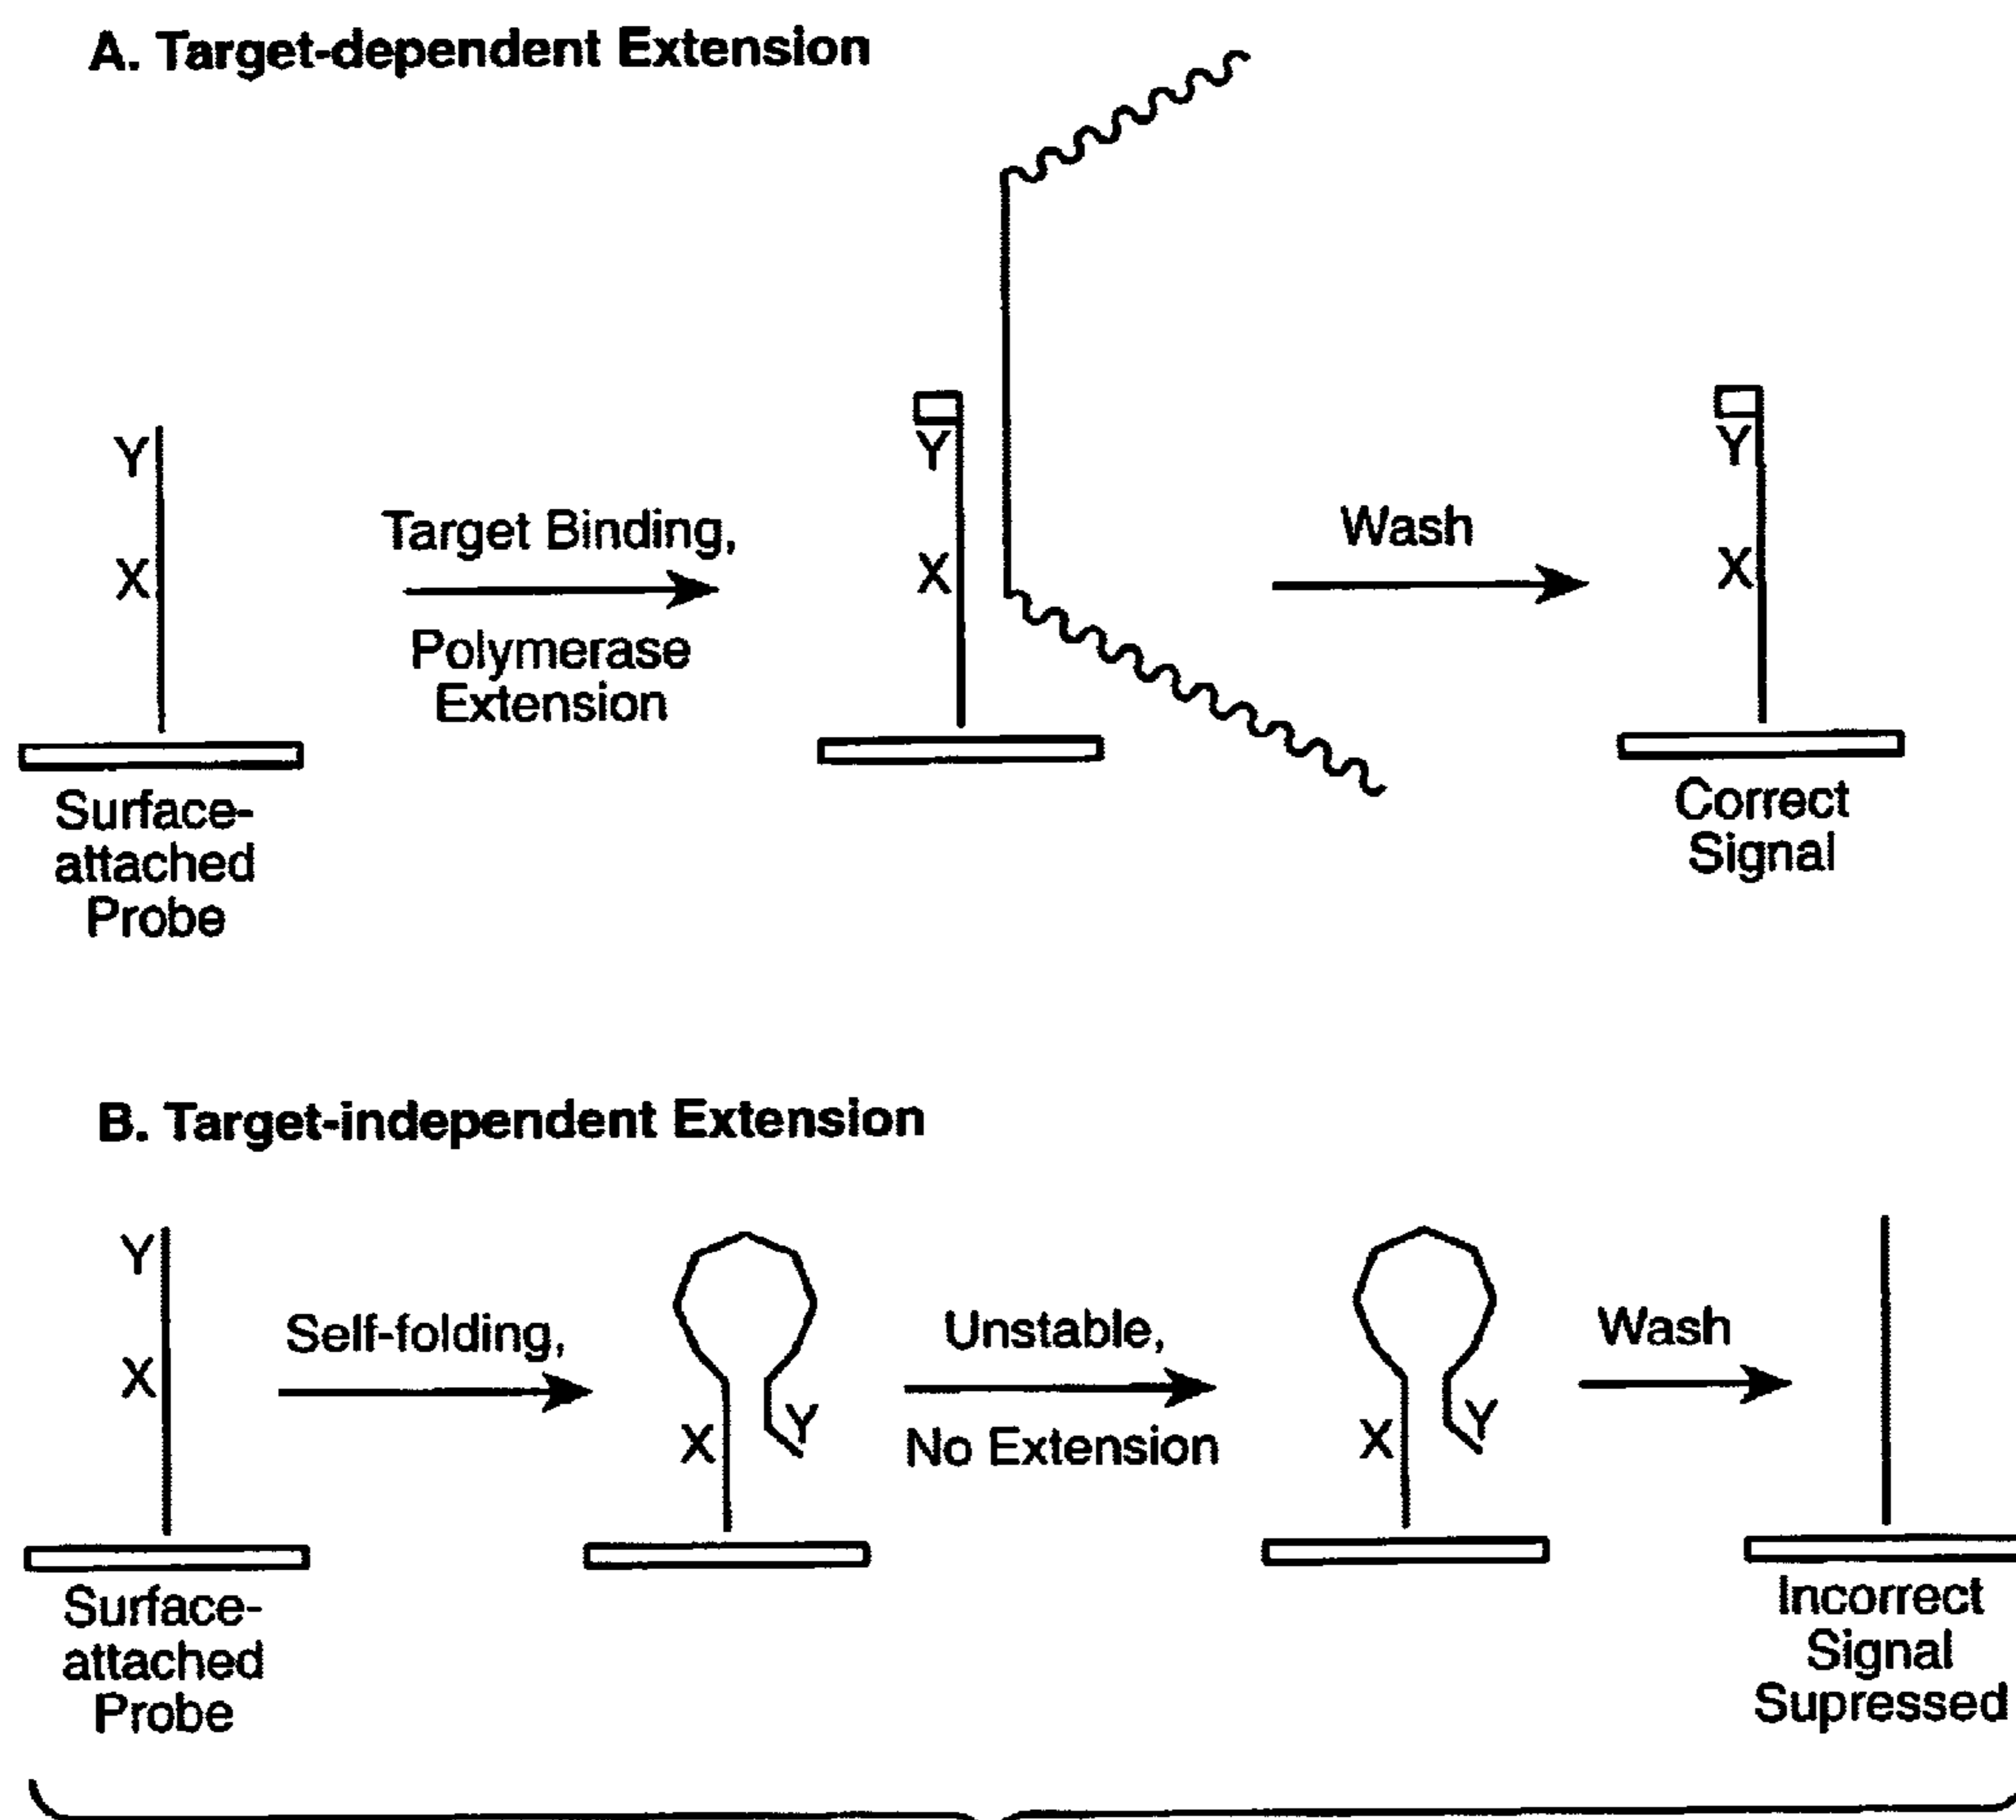 A. Target-dependent Extension
Y
X
Surface-
attached
Probe
Target Binding,
Polymerase
Extension
Y
X
Wash
Y
X
Correct
Signal
B. Target-independent Extension
Y
X
Surface-
attached
Probe
Self-folding,
X
Y
Unstable,
No Extension
X
Y
Wash
Incorrect
Signal
Supressed